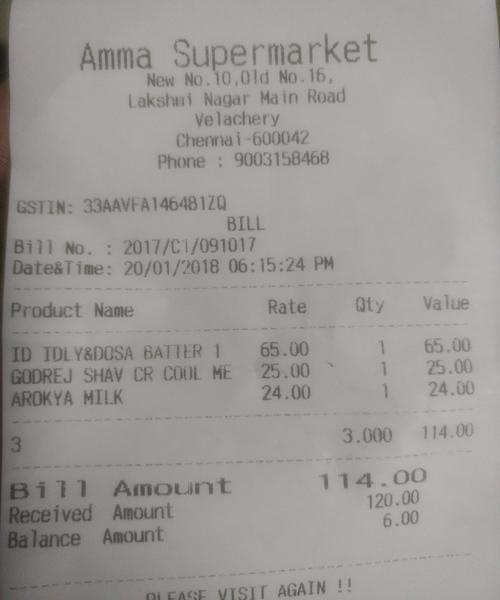 Amma Supermarket
New No.10,Old No.16,
Lakshmi Nagar Main Road
Velachery
Chennai-600042
Phone : 9003158468
GSTIN: 33AAVFA1464B1ZQ
BILL
Bill No. : 2017/C1/091017
Date&Time: 20/01/2018 06:15:24 PM
Product Name Rate Qty Value
ID IDLY&DOSA BATTER 1 65.00 1 65.00
GODREJ SHAV CR COOL ME 25.00 1 25.00
AROKYA MILK 24.00 1 24.00
3 3.000 114.00
Bill Amount 114.00
Received Amount 120.00
Balance Amount 6.00
PLEASE VISIT AGAIN !!